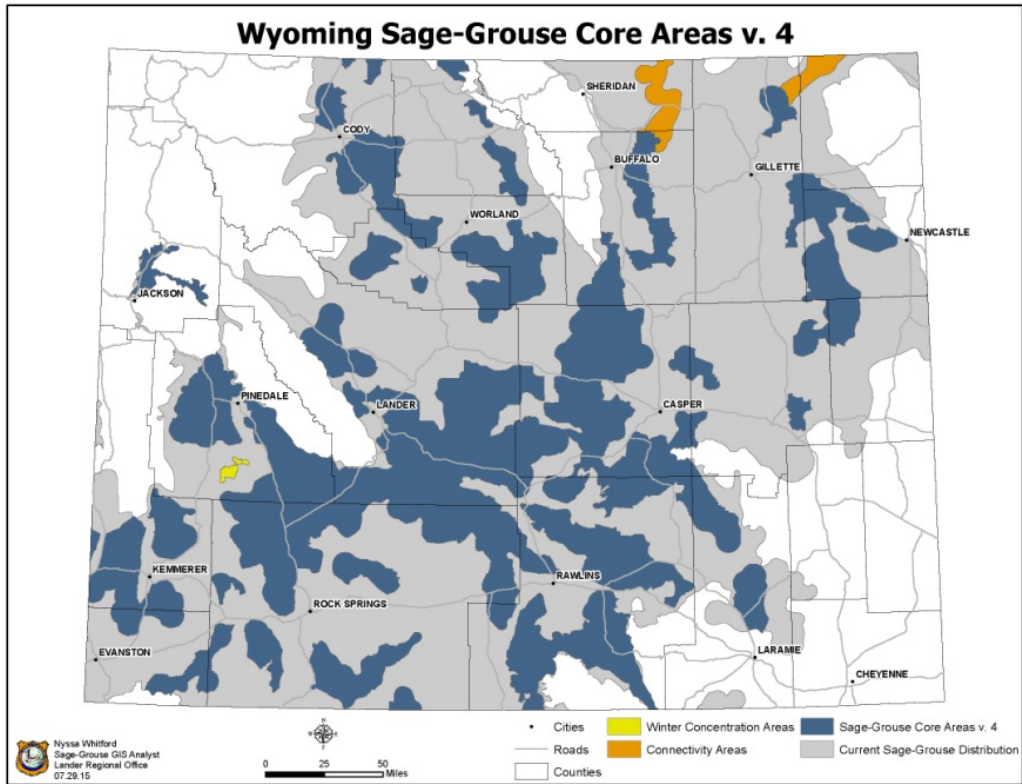 Wyoming Sage-Grouse Core Areas v. 4
SHERIDAN
CODY
BUFFALO
GILLETTE
WORLAND
NEWCASTLE
JACKSON
PINEDALE
LANDER
CASPER
KEMMERER
RAWLINS
ROCK SPRINGS
EVANSTON
LARAMIE
CHEYENNE
Nyssa Whitford
Sage-Grouse GIS Analyst
Lander Regional Office
07.29.15
0 25 50
Miles
Cities
Roads
Counties
Winter Concentration Areas
Connectivity Areas
Sage-Grouse Core Areas v. 4
Current Sage-Grouse Distribution